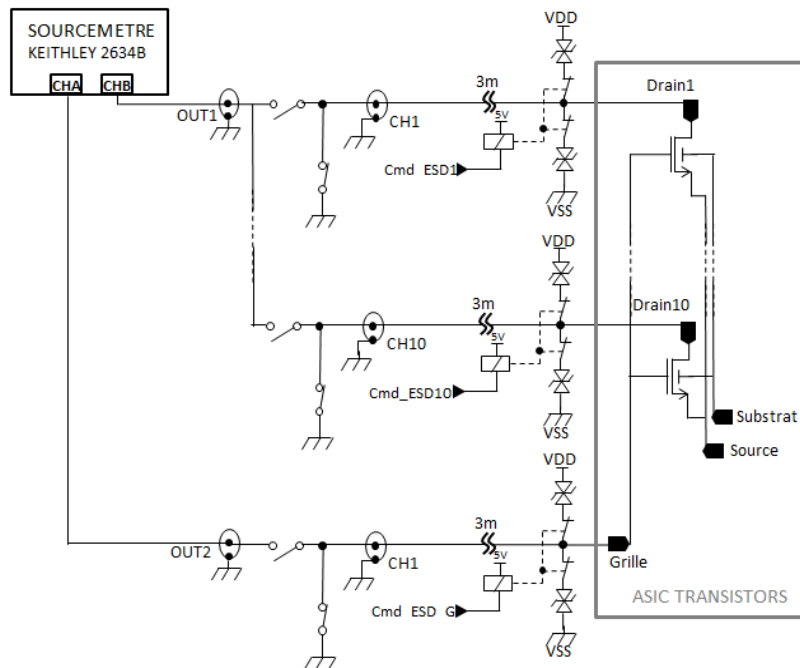 SOURCEMETRE
KEITHLEY 2634B
CHA
CHB
OUT1
CH1
3m
5V
Cmd ESD1
VDD
VSS
Drain1
CH10
3m
5V
Cmd_ESD10
VDD
VSS
Drain10
Substrat
Source
OUT2
CH1
3m
5V
Cmd ESD G
VDD
VSS
Grille
ASIC TRANSISTORS